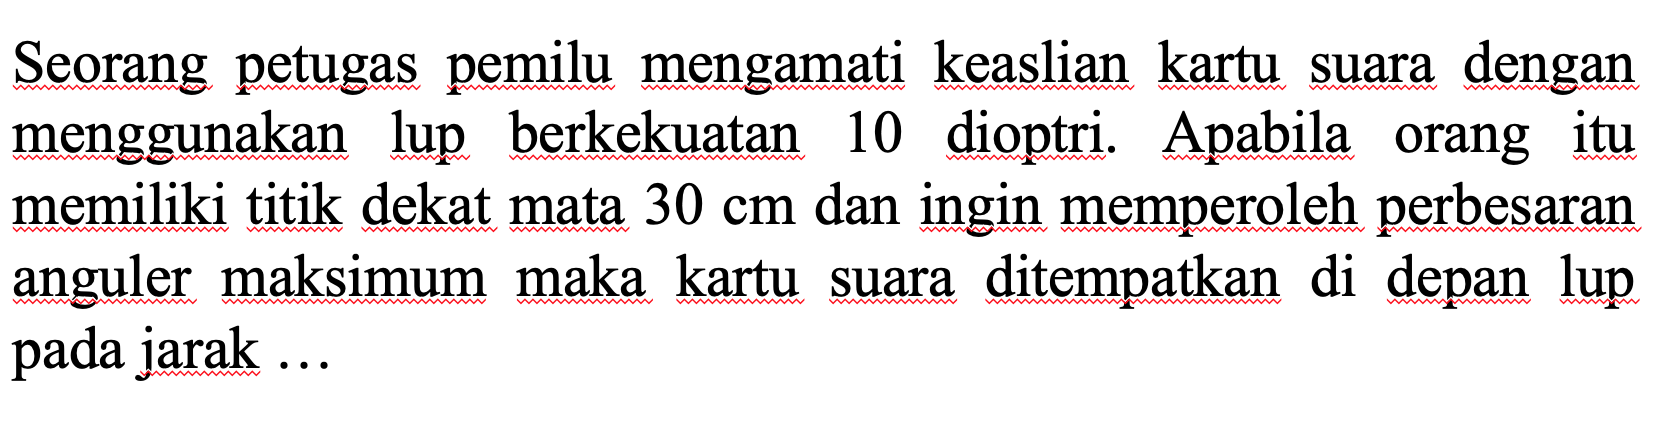 Seorang petugas pemilu mengamati keaslian kartu suara dengan
menggunakan lup berkekuatan 10 dioptri. Apabila orang itu
memiliki titik dekat mata 30 cm dan ingin memperoleh perbesaran
anguler maksimum maka kartu suara ditempatkan di depan lup
pada jarak …